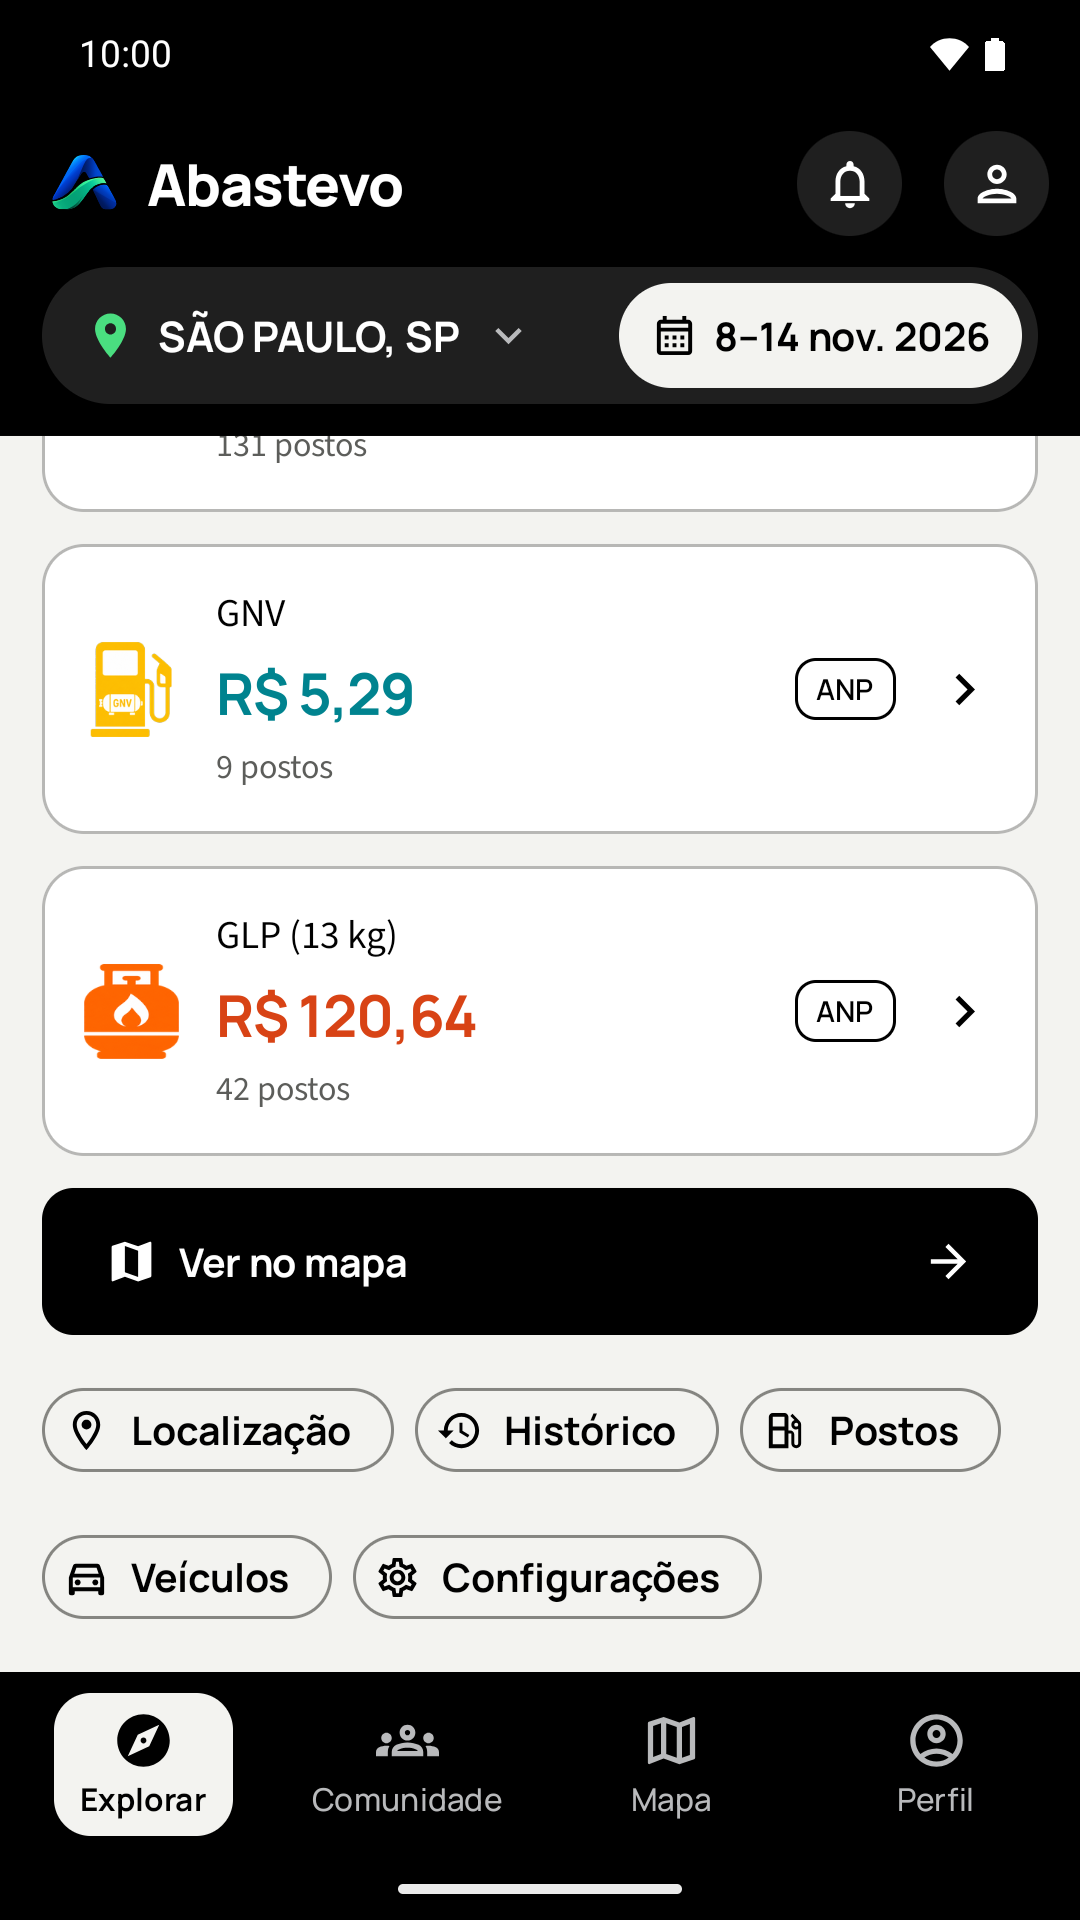 10:00
Abastevo
SÃO PAULO, SP
8–14 nov. 2026
131 postos
GNV
GNV
R$ 5,29
ANP
9 postos
GLP (13 kg)
R$ 120,64
ANP
42 postos
Ver no mapa
Localização
Histórico
Postos
Veículos
Configurações
Explorar
Comunidade
Mapa
Perfil